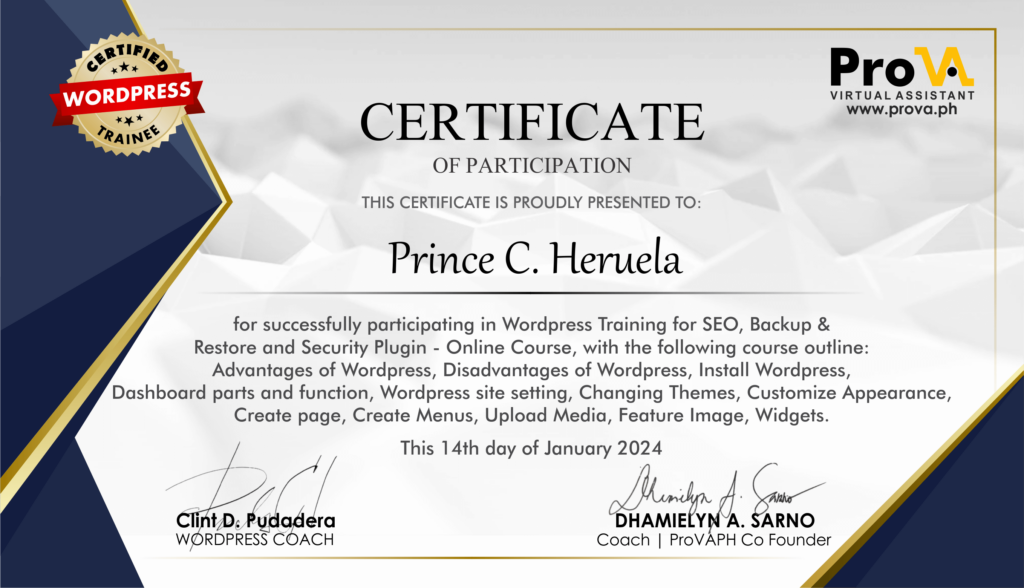 CERTIFIED
WORDPRESS
TRAINEE
ProVA
VIRTUAL ASSISTANT
www.prova.ph
CERTIFICATE
OF PARTICIPATION
THIS CERTIFICATE IS PROUDLY PRESENTED TO:
Prince C. Heruela
for successfully participating in Wordpress Training for SEO, Backup &
Restore and Security Plugin - Online Course, with the following course outline:
Advantages of Wordpress, Disadvantages of Wordpress, Install Wordpress,
Dashboard parts and function, Wordpress site setting, Changing Themes, Customize Appearance,
Create page, Create Menus, Upload Media, Feature Image, Widgets.
This 14th day of January 2024
Dhamielyn A. Sarno
Clint D. Pudadera
WORDPRESS COACH
DHAMIELYN A. SARNO
Coach | ProVAPH Co Founder